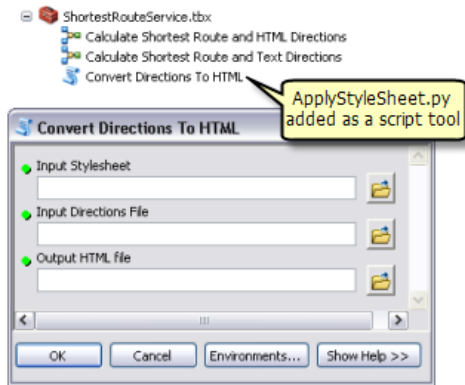 ShortestRouteService.tbx
Calculate Shortest Route and HTML Directions
Calculate Shortest Route and Text Directions
Convert Directions To HTML
ApplyStyleSheet.py
added as a script tool
Convert Directions To HTML
Input Stylesheet
Input Directions File
Output HTML file
OK
Cancel
Environments...
Show Help >>